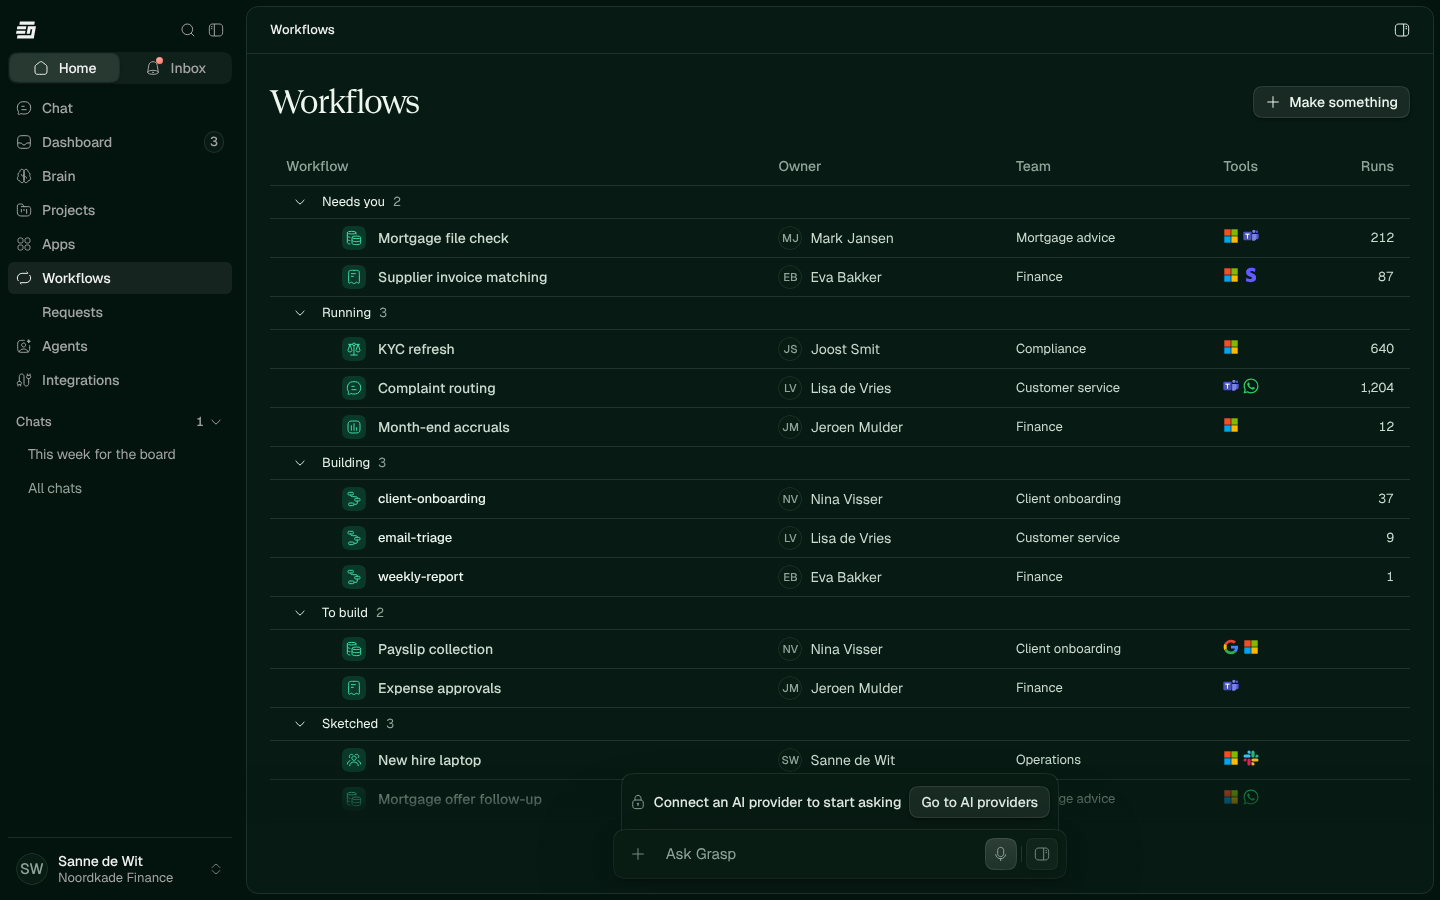 Workflows
Home
Inbox
Chat
Dashboard 3
Brain
Projects
Apps
Workflows
Requests
Agents
Integrations
Chats 1
This week for the board
All chats
SW Sanne de Wit
Noordkade Finance
Workflows
Make something
Workflow Owner Team Tools Runs
Needs you 2
Mortgage file check MJ Mark Jansen Mortgage advice 212
Supplier invoice matching EB Eva Bakker Finance 87
Running 3
KYC refresh JS Joost Smit Compliance 640
Complaint routing LV Lisa de Vries Customer service 1,204
Month-end accruals JM Jeroen Mulder Finance 12
Building 3
client-onboarding NV Nina Visser Client onboarding 37
email-triage LV Lisa de Vries Customer service 9
weekly-report EB Eva Bakker Finance 1
To build 2
Payslip collection NV Nina Visser Client onboarding
Expense approvals JM Jeroen Mulder Finance
Sketched 3
New hire laptop SW Sanne de Wit Operations
Mortgage offer follow-up advice
Connect an AI provider to start asking Go to AI providers
Ask Grasp